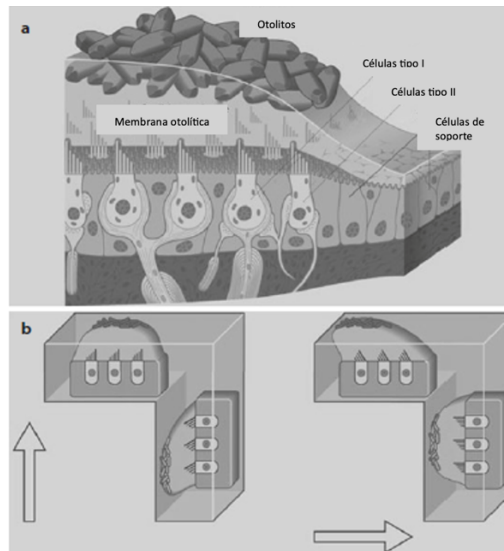 a
Otolitos
Células tipo I
Células tipo II
Membrana otolítica
Células de
soporte
b